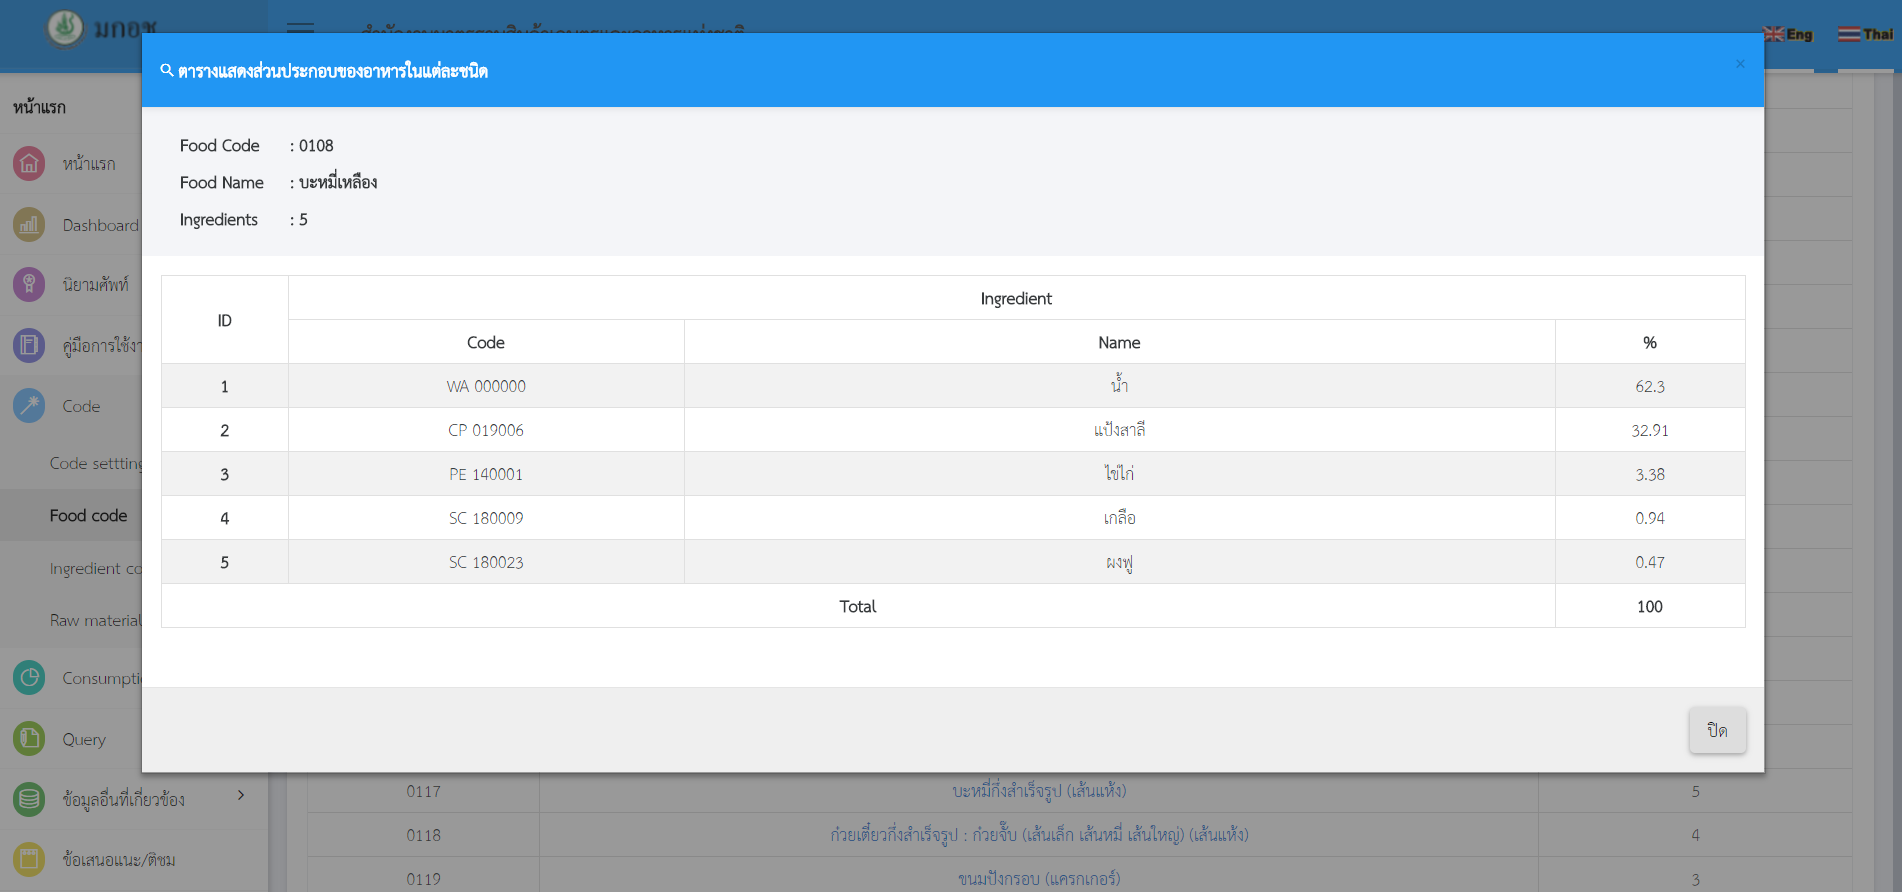 มกอช
Eng
Thai
ตารางแสดงส่วนประกอบของอาหารในแต่ละชนิด
×
หน้าแรก
หน้าแรก
Dashboard
นิยามศัพท์
คู่มือการใช้งา
Code
Code settting
Food code
Ingredient co
Raw material
Consumptio
Query
ข้อมูลอื่นที่เกี่ยวข้อง
ข้อเสนอแนะ/ติชม
Food Code : 0108
Food Name : บะหมี่เหลือง
Ingredients : 5
ID Ingredient
Code Name %
1 WA 000000 น้ำ 62.3
2 CP 019006 แป้งสาลี 32.91
3 PE 140001 ไข่ไก่ 3.38
4 SC 180009 เกลือ 0.94
5 SC 180023 ผงฟู 0.47
Total 100
ปิด
0117 บะหมี่กึ่งสำเร็จรูป (เส้นแห้ง) 5
0118 ก๋วยเตี๋ยวกึ่งสำเร็จรูป : ก๋วยจั๊บ (เส้นเล็ก เส้นหมี่ เส้นใหญ่) (เส้นแห้ง) 4
0119 ขนมปังกรอบ (แครกเกอร์) 3